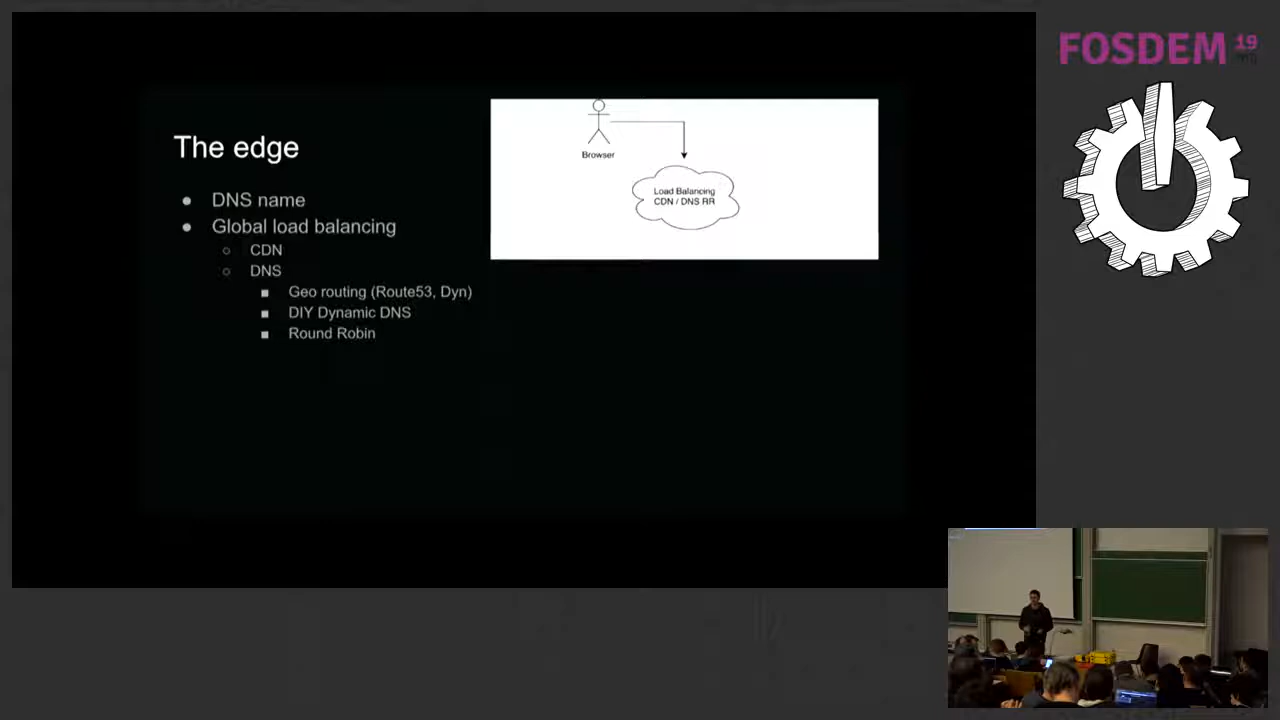 FOSDEM 19
The edge
DNS name
Global load balancing
CDN
DNS
Geo routing (Route53, Dyn)
DIY Dynamic DNS
Round Robin
Browser
Load Balancing
CDN / DNS RR